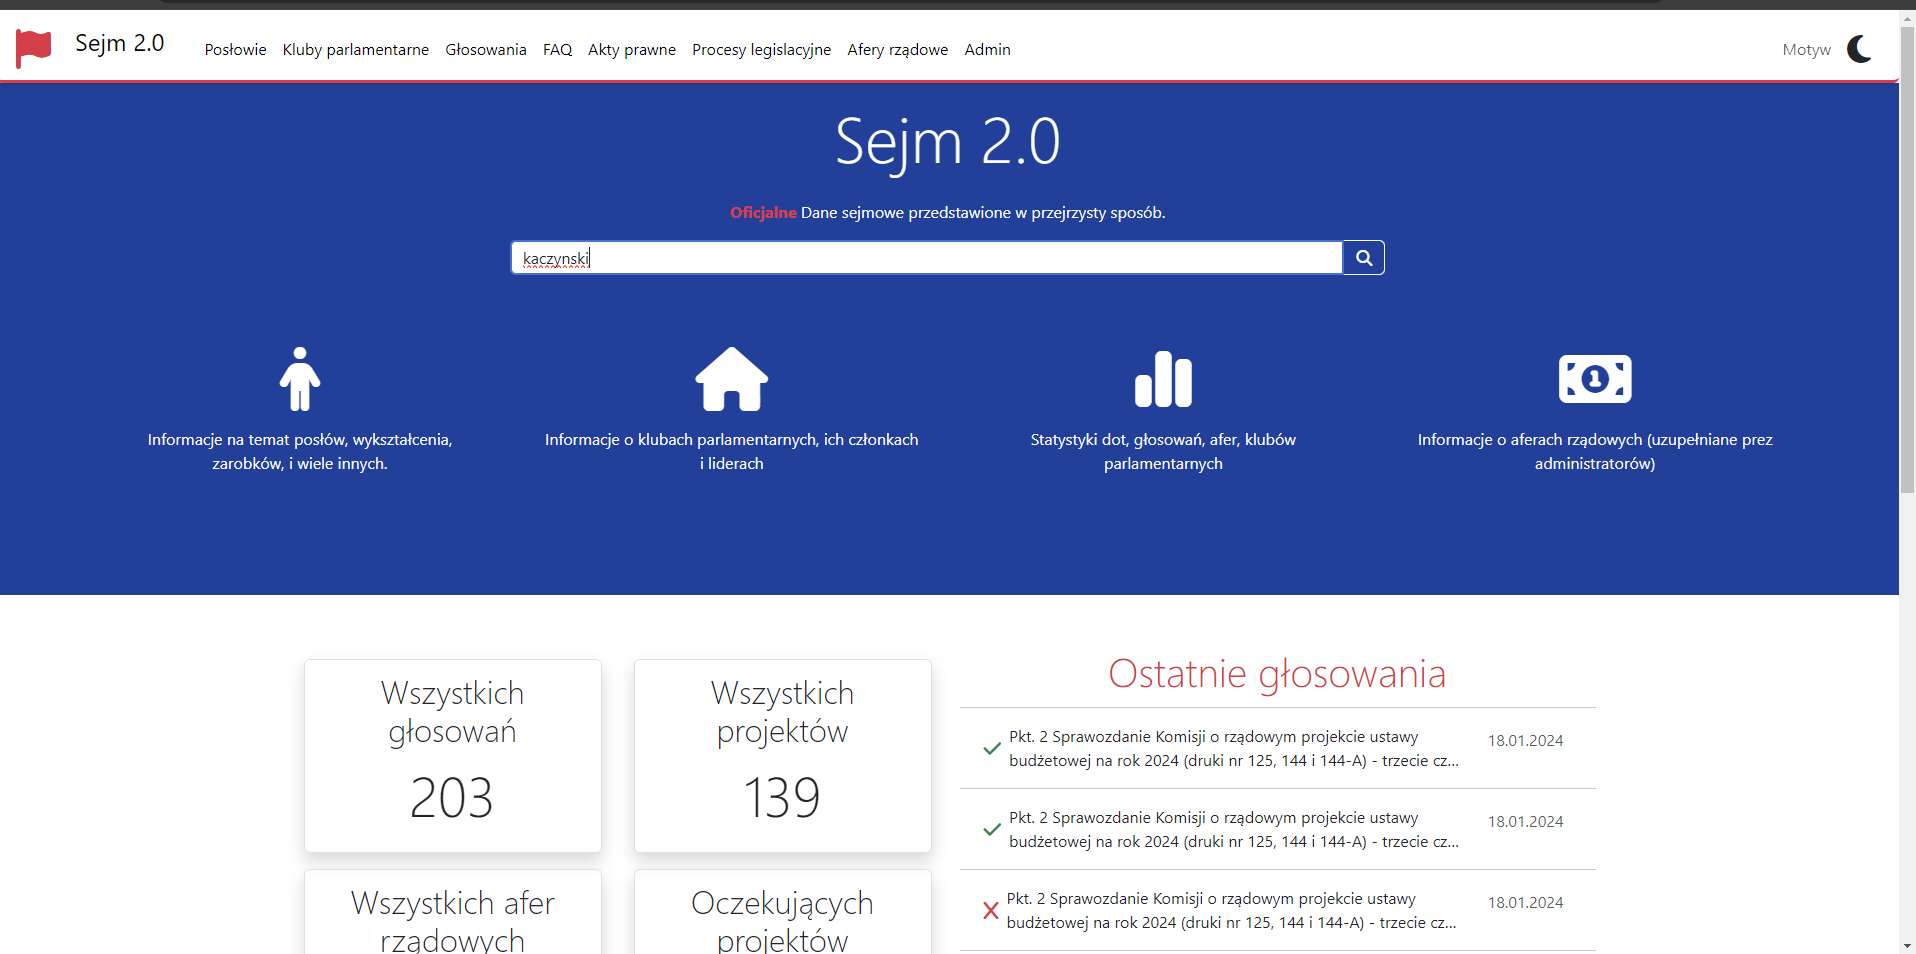 Sejm 2.0
Posłowie Kluby parlamentarne Głosowania FAQ Akty prawne Procesy legislacyjne Afery rządowe Admin
Motyw
Sejm 2.0
Oficjalne Dane sejmowe przedstawione w przejrzysty sposób.
kaczynski
Informacje na temat posłów, wykształcenia,
zarobków, i wiele innych.
Informacje o klubach parlamentarnych, ich członkach
i liderach
Statystyki dot, głosowań, afer, klubów
parlamentarnych
Informacje o aferach rządowych (uzupełniane prez
administratorów)
Wszystkich
głosowań
203
Wszystkich
projektów
139
Wszystkich afer
rządowych
Oczekujących
projektów
Ostatnie głosowania
Pkt. 2 Sprawozdanie Komisji o rządowym projekcie ustawy
budżetowej na rok 2024 (druki nr 125, 144 i 144-A) - trzecie cz...
18.01.2024
Pkt. 2 Sprawozdanie Komisji o rządowym projekcie ustawy
budżetowej na rok 2024 (druki nr 125, 144 i 144-A) - trzecie cz...
18.01.2024
Pkt. 2 Sprawozdanie Komisji o rządowym projekcie ustawy
budżetowej na rok 2024 (druki nr 125, 144 i 144-A) - trzecie cz...
18.01.2024